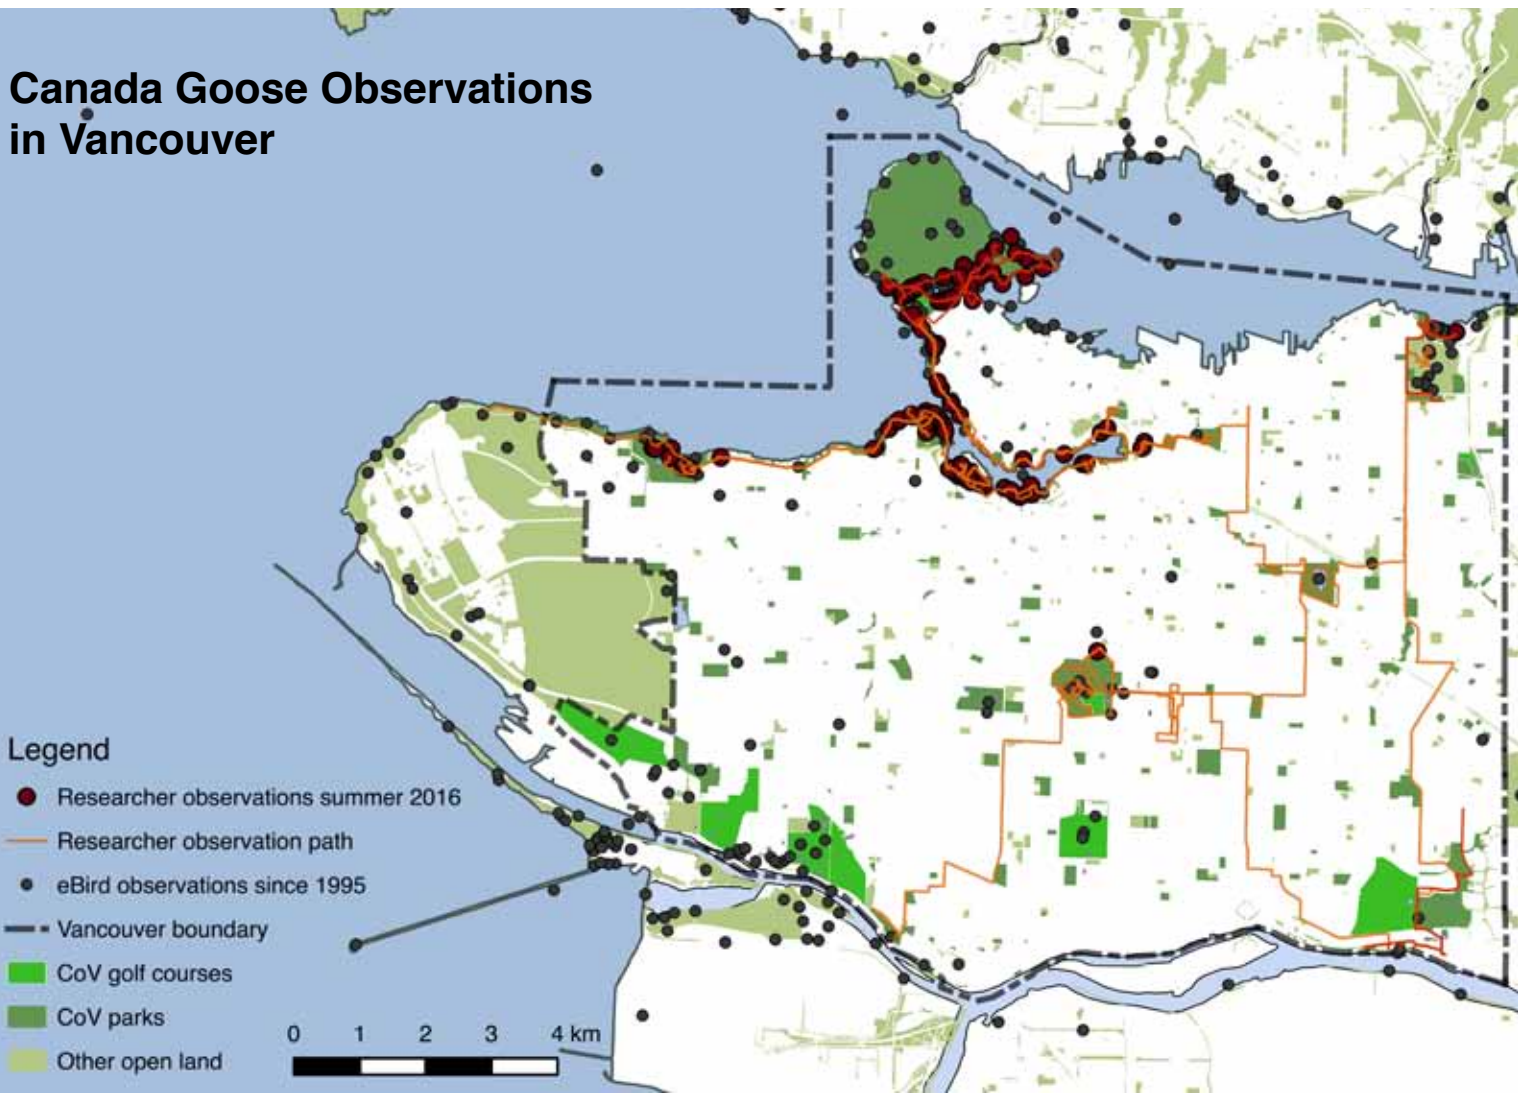 Canada Goose Observations
in Vancouver
Legend
Researcher observations summer 2016
Researcher observation path
eBird observations since 1995
Vancouver boundary
CoV golf courses
CoV parks
Other open land
0 1 2 3 4 km